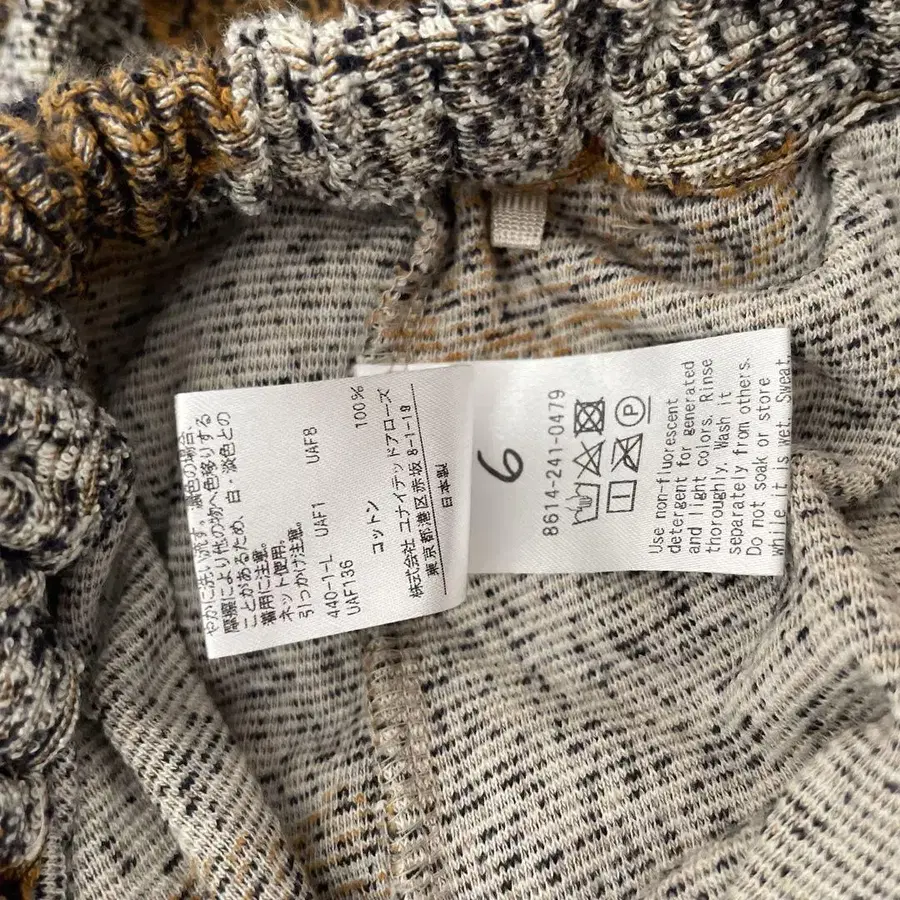 やかに洗い流す。濃色の場合、
摩擦により他の物へ色移りする
ことがあるため、白・淡色との
着用に注意。
ネット使用。
引っかけ注意。
440-1-L UAF1 UAF8
UAF136
コットン 100%
株式会社 ユナイテッドアローズ
東京都港区赤坂 8-1-19
日本製
6
8614-241-0479
P
Use non-fluorescent
detergent for generated
and light colors. Rinse
thoroughly. Wash it
separately from others.
Do not soak or store
while it is wet. Sweat,